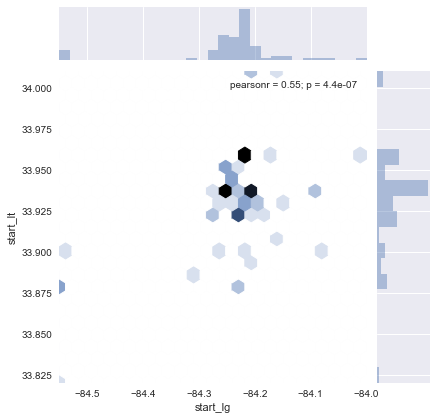 pearsonr = 0.55; p = 4.4e-07
34.000
33.975
33.950
33.925
33.900
33.875
33.850
33.825
start_lt
−84.5 −84.4 −84.3 −84.2 −84.1 −84.0
start_lg